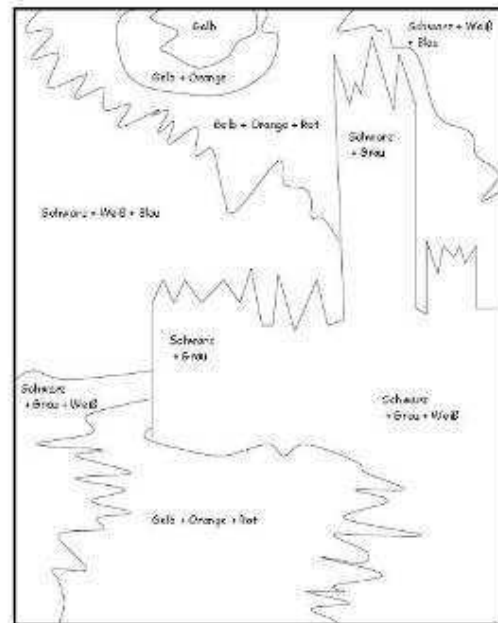 Gelb
Schwarz + Weiß
+ Blau
Gelb + Orange
Gelb + Orange + Rot
Schwarz
+ Grau
Schwarz + Weiß + Blau
Schwarz
+ Grau
Schwarz
+ Grau + Weiß
Schwarz
+ Grau + Weiß
Gelb + Orange + Rot